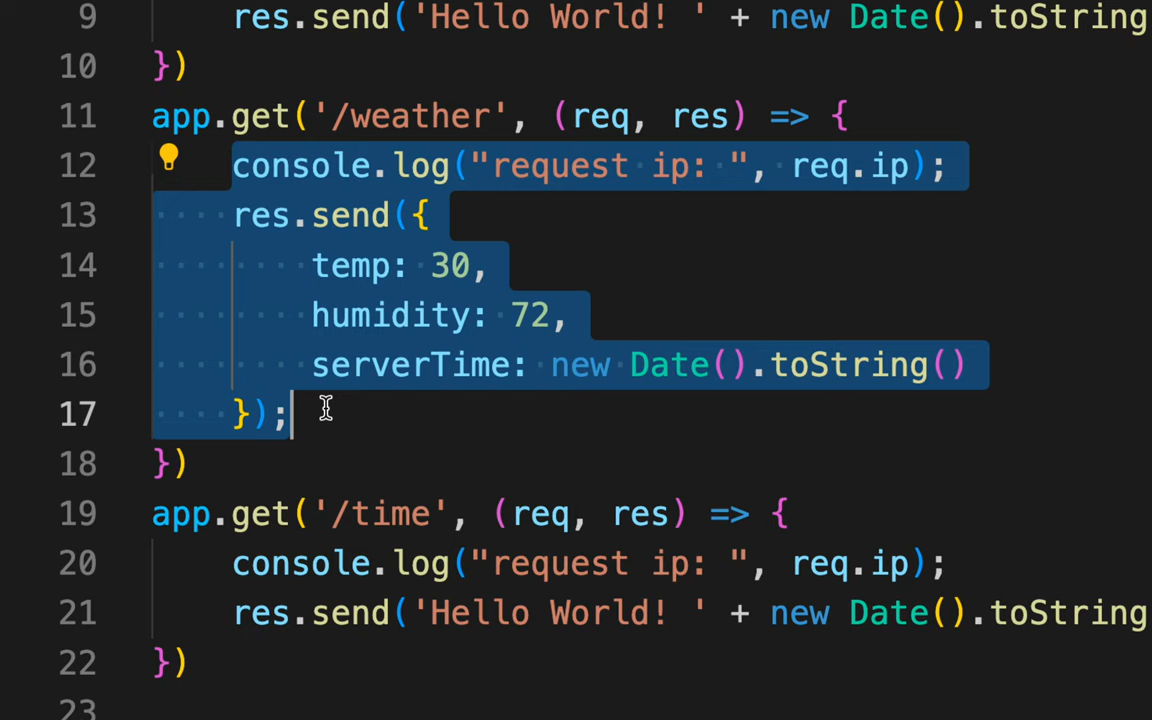 9 res.send('Hello World! ' + new Date().toString
10 })
11 app.get('/weather', (req, res) => {
12 console.log("request ip: ", req.ip);
13 res.send({
14 temp: 30,
15 humidity: 72,
16 serverTime: new Date().toString()
17 });
18 })
19 app.get('/time', (req, res) => {
20 console.log("request ip: ", req.ip);
21 res.send('Hello World! ' + new Date().toString
22 })
23